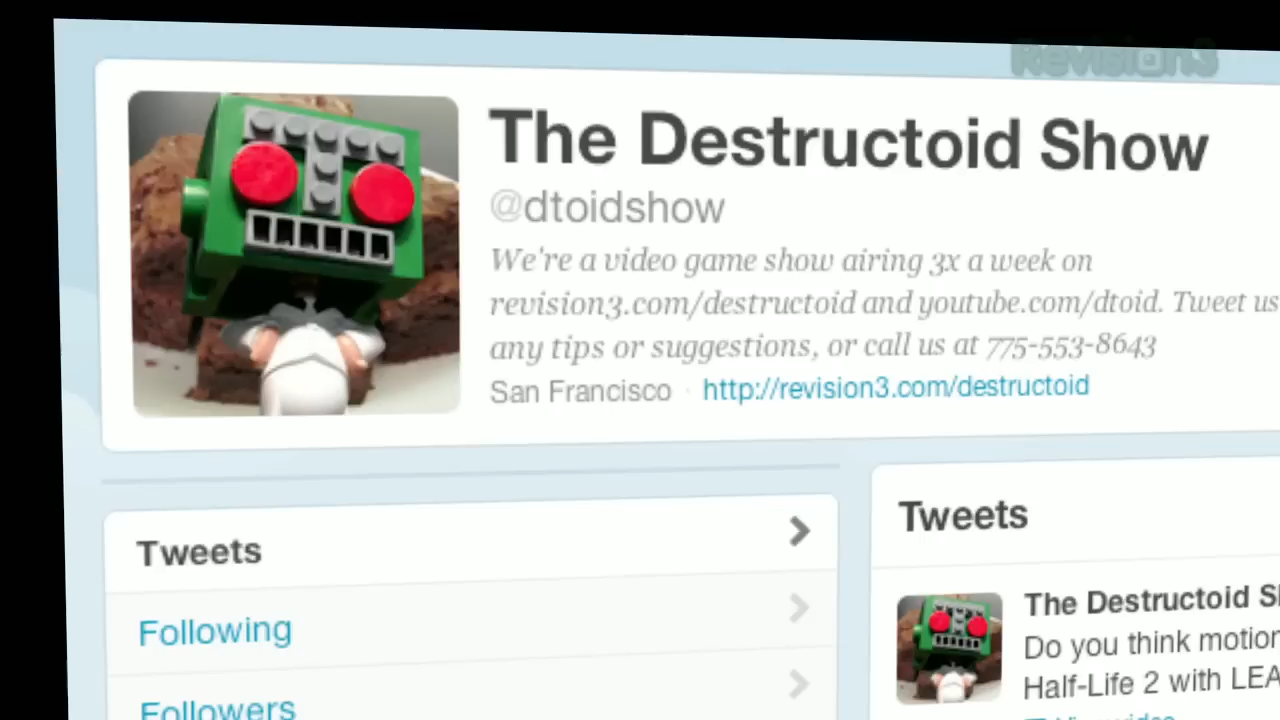 Revision3
The Destructoid Show
@dtoidshow
We're a video game show airing 3x a week on
revision3.com/destructoid and youtube.com/dtoid. Tweet us
any tips or suggestions, or call us at 775-553-8643
San Francisco · http://revision3.com/destructoid
Tweets
Following
Followers
Tweets
The Destructoid
Do you think motion
Half-Life 2 with